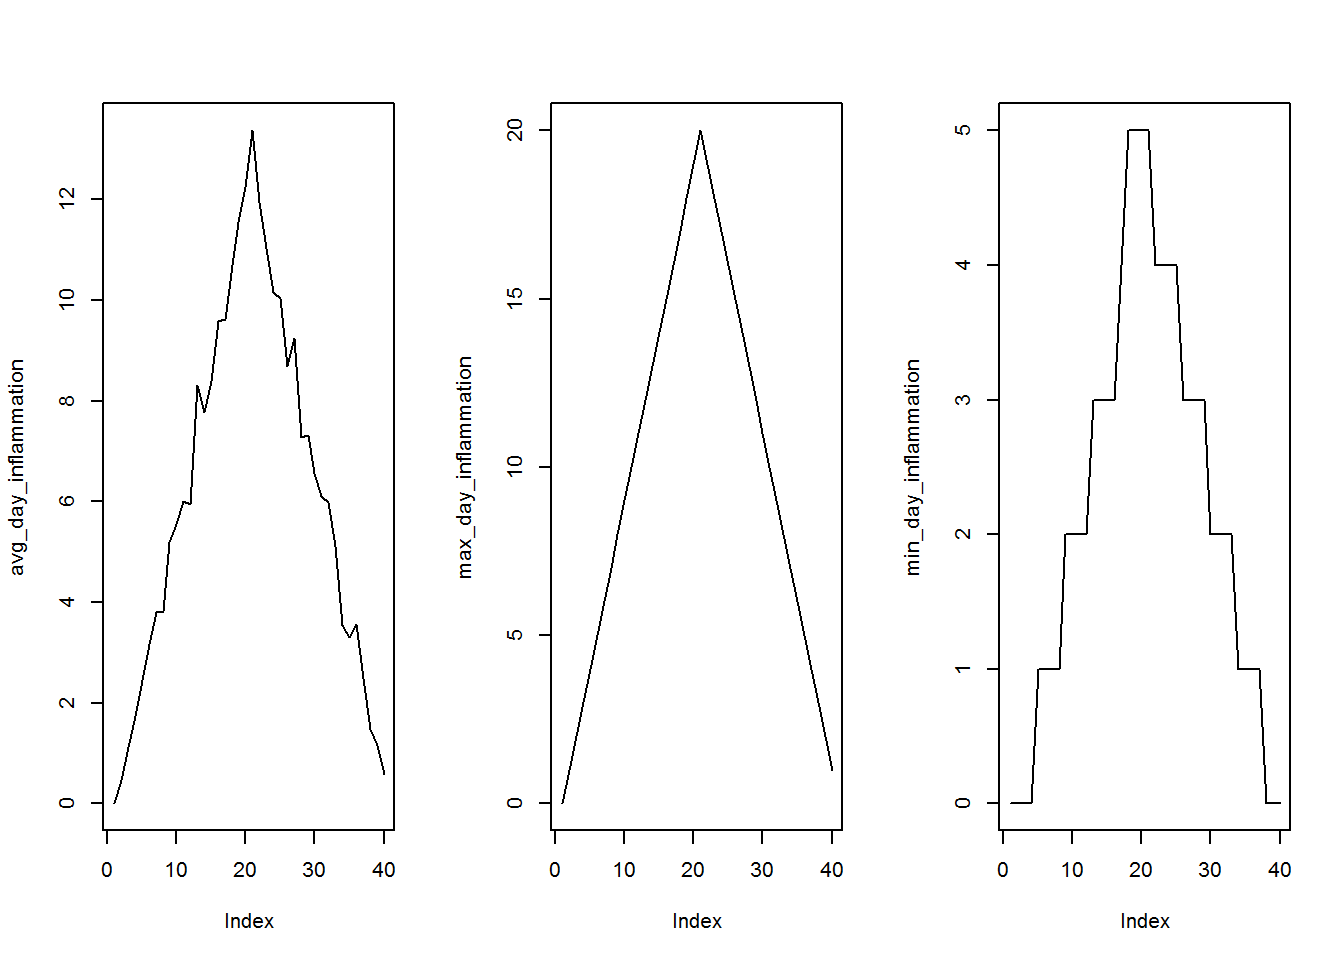 avg_day_inflammation
0 2 4 6 8 10 12
0 10 20 30 40
Index
max_day_inflammation
0 5 10 15 20
0 10 20 30 40
Index
min_day_inflammation
0 1 2 3 4 5
0 10 20 30 40
Index